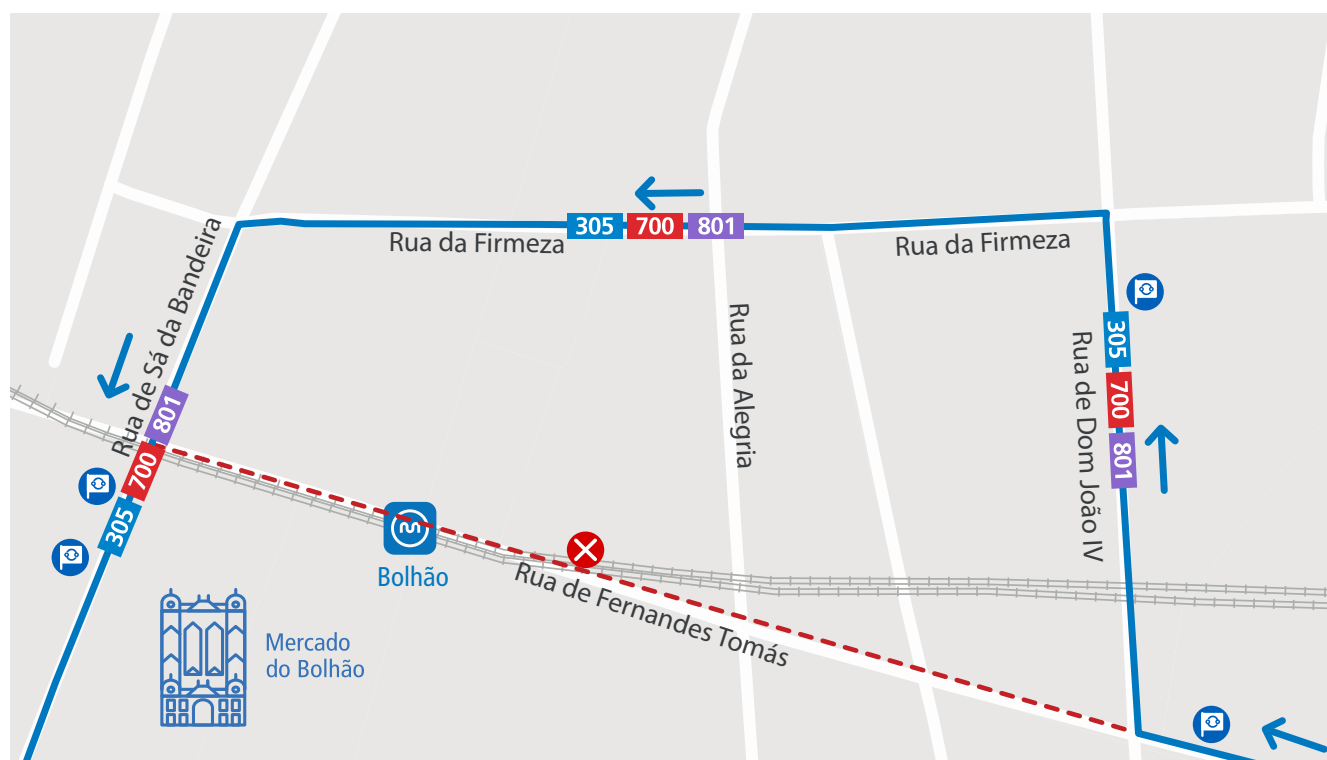 305
700
801
Rua da Firmeza
Rua da Firmeza
Rua de Sá da Bandeira
Rua da Alegria
Rua de Dom João IV
305
700
801
801
700
305
Bolhão
Rua de Fernandes Tomás
Mercado
do Bolhão